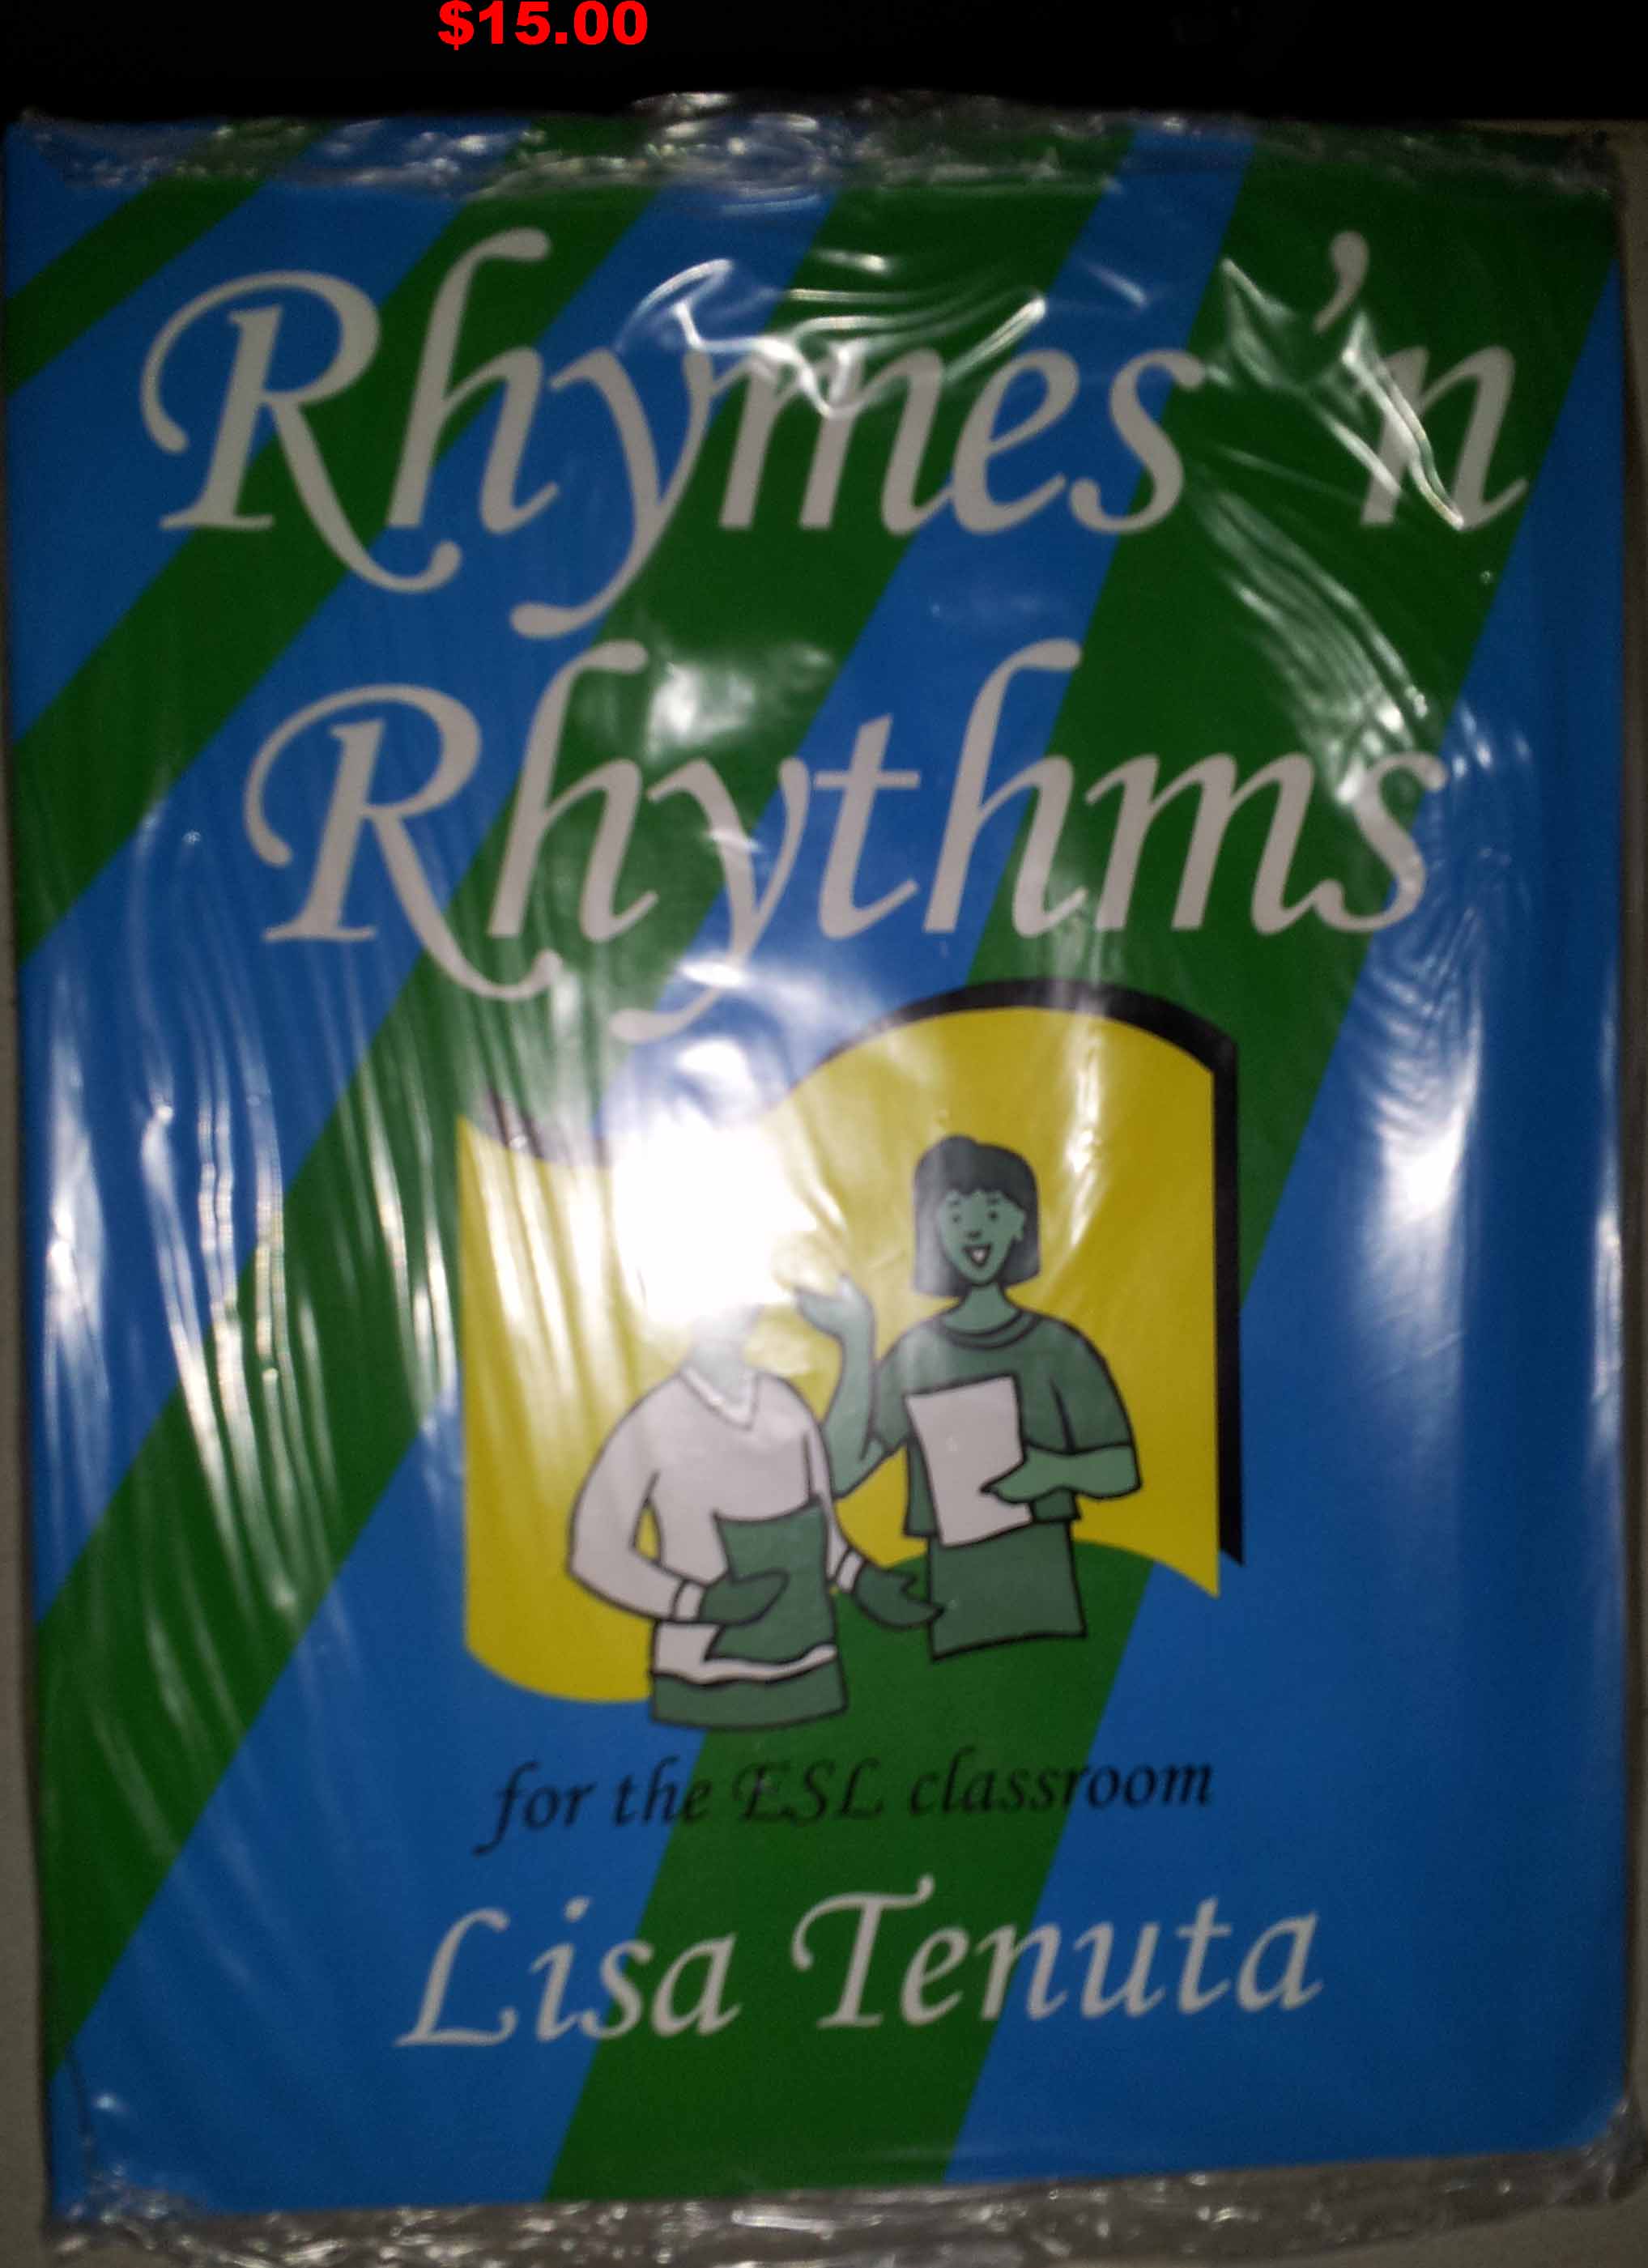 $15.00
Rhymes 'n
Rhythms
for the ESL classroom
Lisa Tenuta